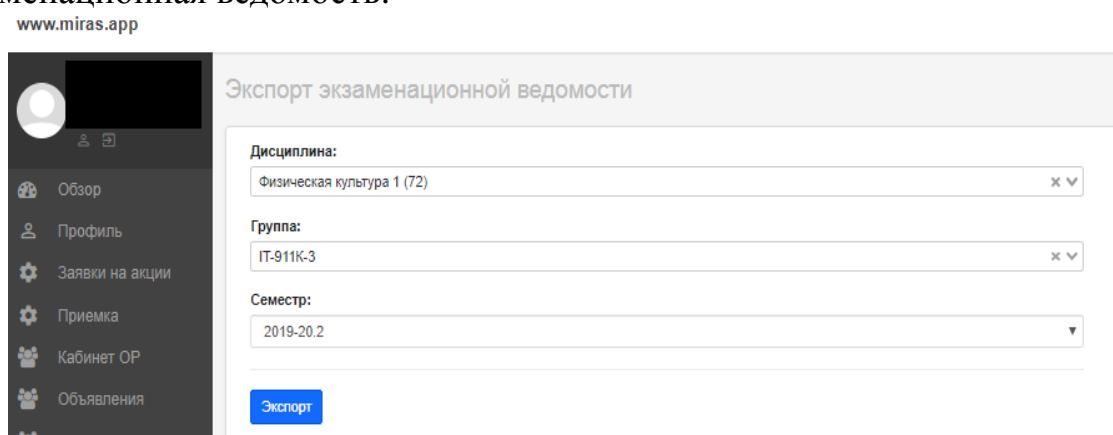 www.miras.app
Экспорт экзаменационной ведомости
Дисциплина:
Физическая культура 1 (72)
Группа:
IT-911К-3
Семестр:
2019-20.2
Экспорт
Обзор
Профиль
Заявки на акции
Приемка
Кабинет ОР
Объявления